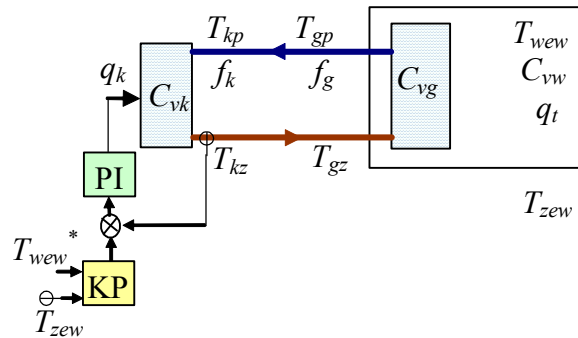 T_kp T_gp
T_wew
q_k C_vk f_k f_g C_vg C_vw
q_t
PI T_kz T_gz
T_zew
T_wew*
KP
T_zew